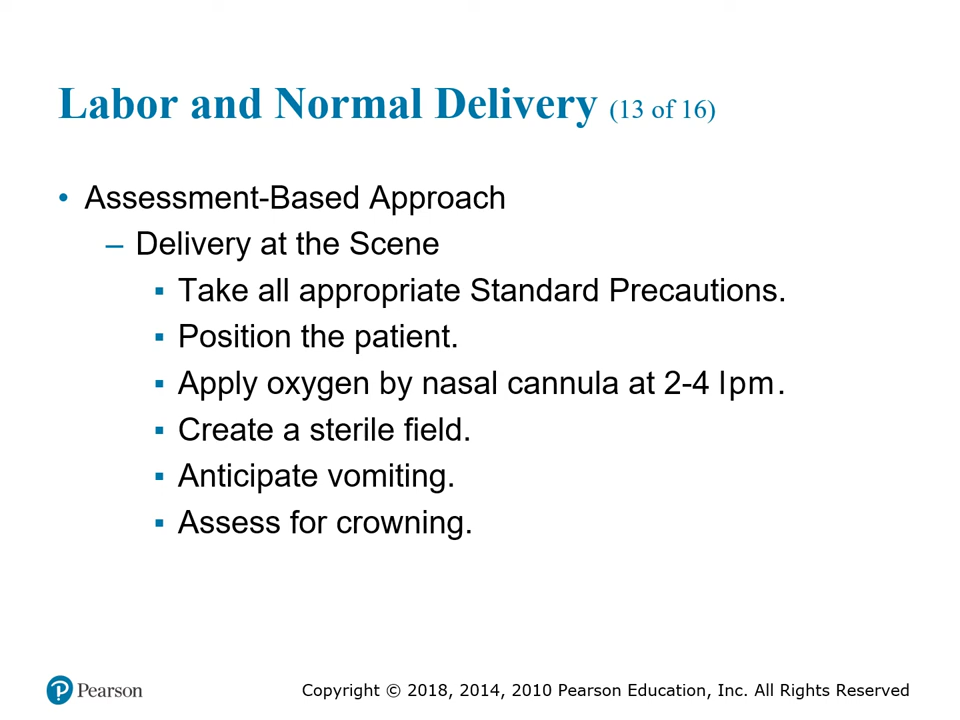 Labor and Normal Delivery (13 of 16)
• Assessment-Based Approach
– Delivery at the Scene
▪ Take all appropriate Standard Precautions.
▪ Position the patient.
▪ Apply oxygen by nasal cannula at 2-4 lpm.
▪ Create a sterile field.
▪ Anticipate vomiting.
▪ Assess for crowning.
Pearson
Copyright © 2018, 2014, 2010 Pearson Education, Inc. All Rights Reserved